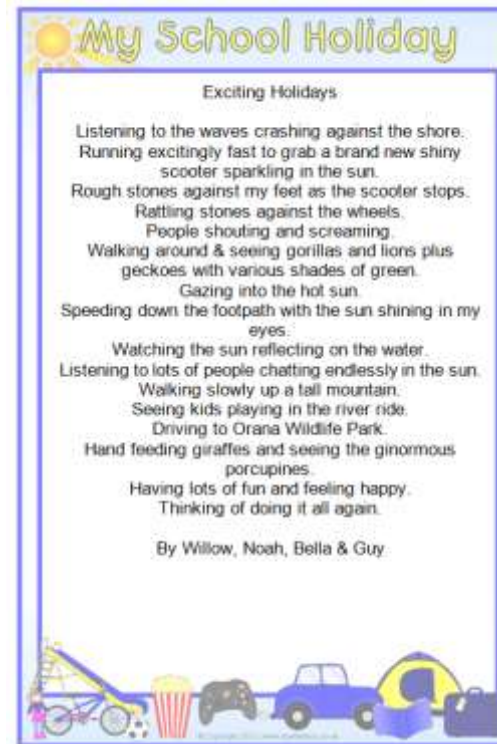 My School Holiday
Exciting Holidays
Listening to the waves crashing against the shore.
Running excitingly fast to grab a brand new shiny
scooter sparkling in the sun.
Rough stones against my feet as the scooter stops.
Rattling stones against the wheels.
People shouting and screaming.
Walking around & seeing gorillas and lions plus
geckoes with various shades of green.
Gazing into the hot sun.
Speeding down the footpath with the sun shining in my
eyes.
Watching the sun reflecting on the water.
Listening to lots of people chatting endlessly in the sun.
Walking slowly up a tall mountain.
Seeing kids playing in the river ride.
Driving to Orana Wildlife Park.
Hand feeding giraffes and seeing the ginormous
porcupines.
Having lots of fun and feeling happy.
Thinking of doing it all again.
By Willow, Noah, Bella & Guy